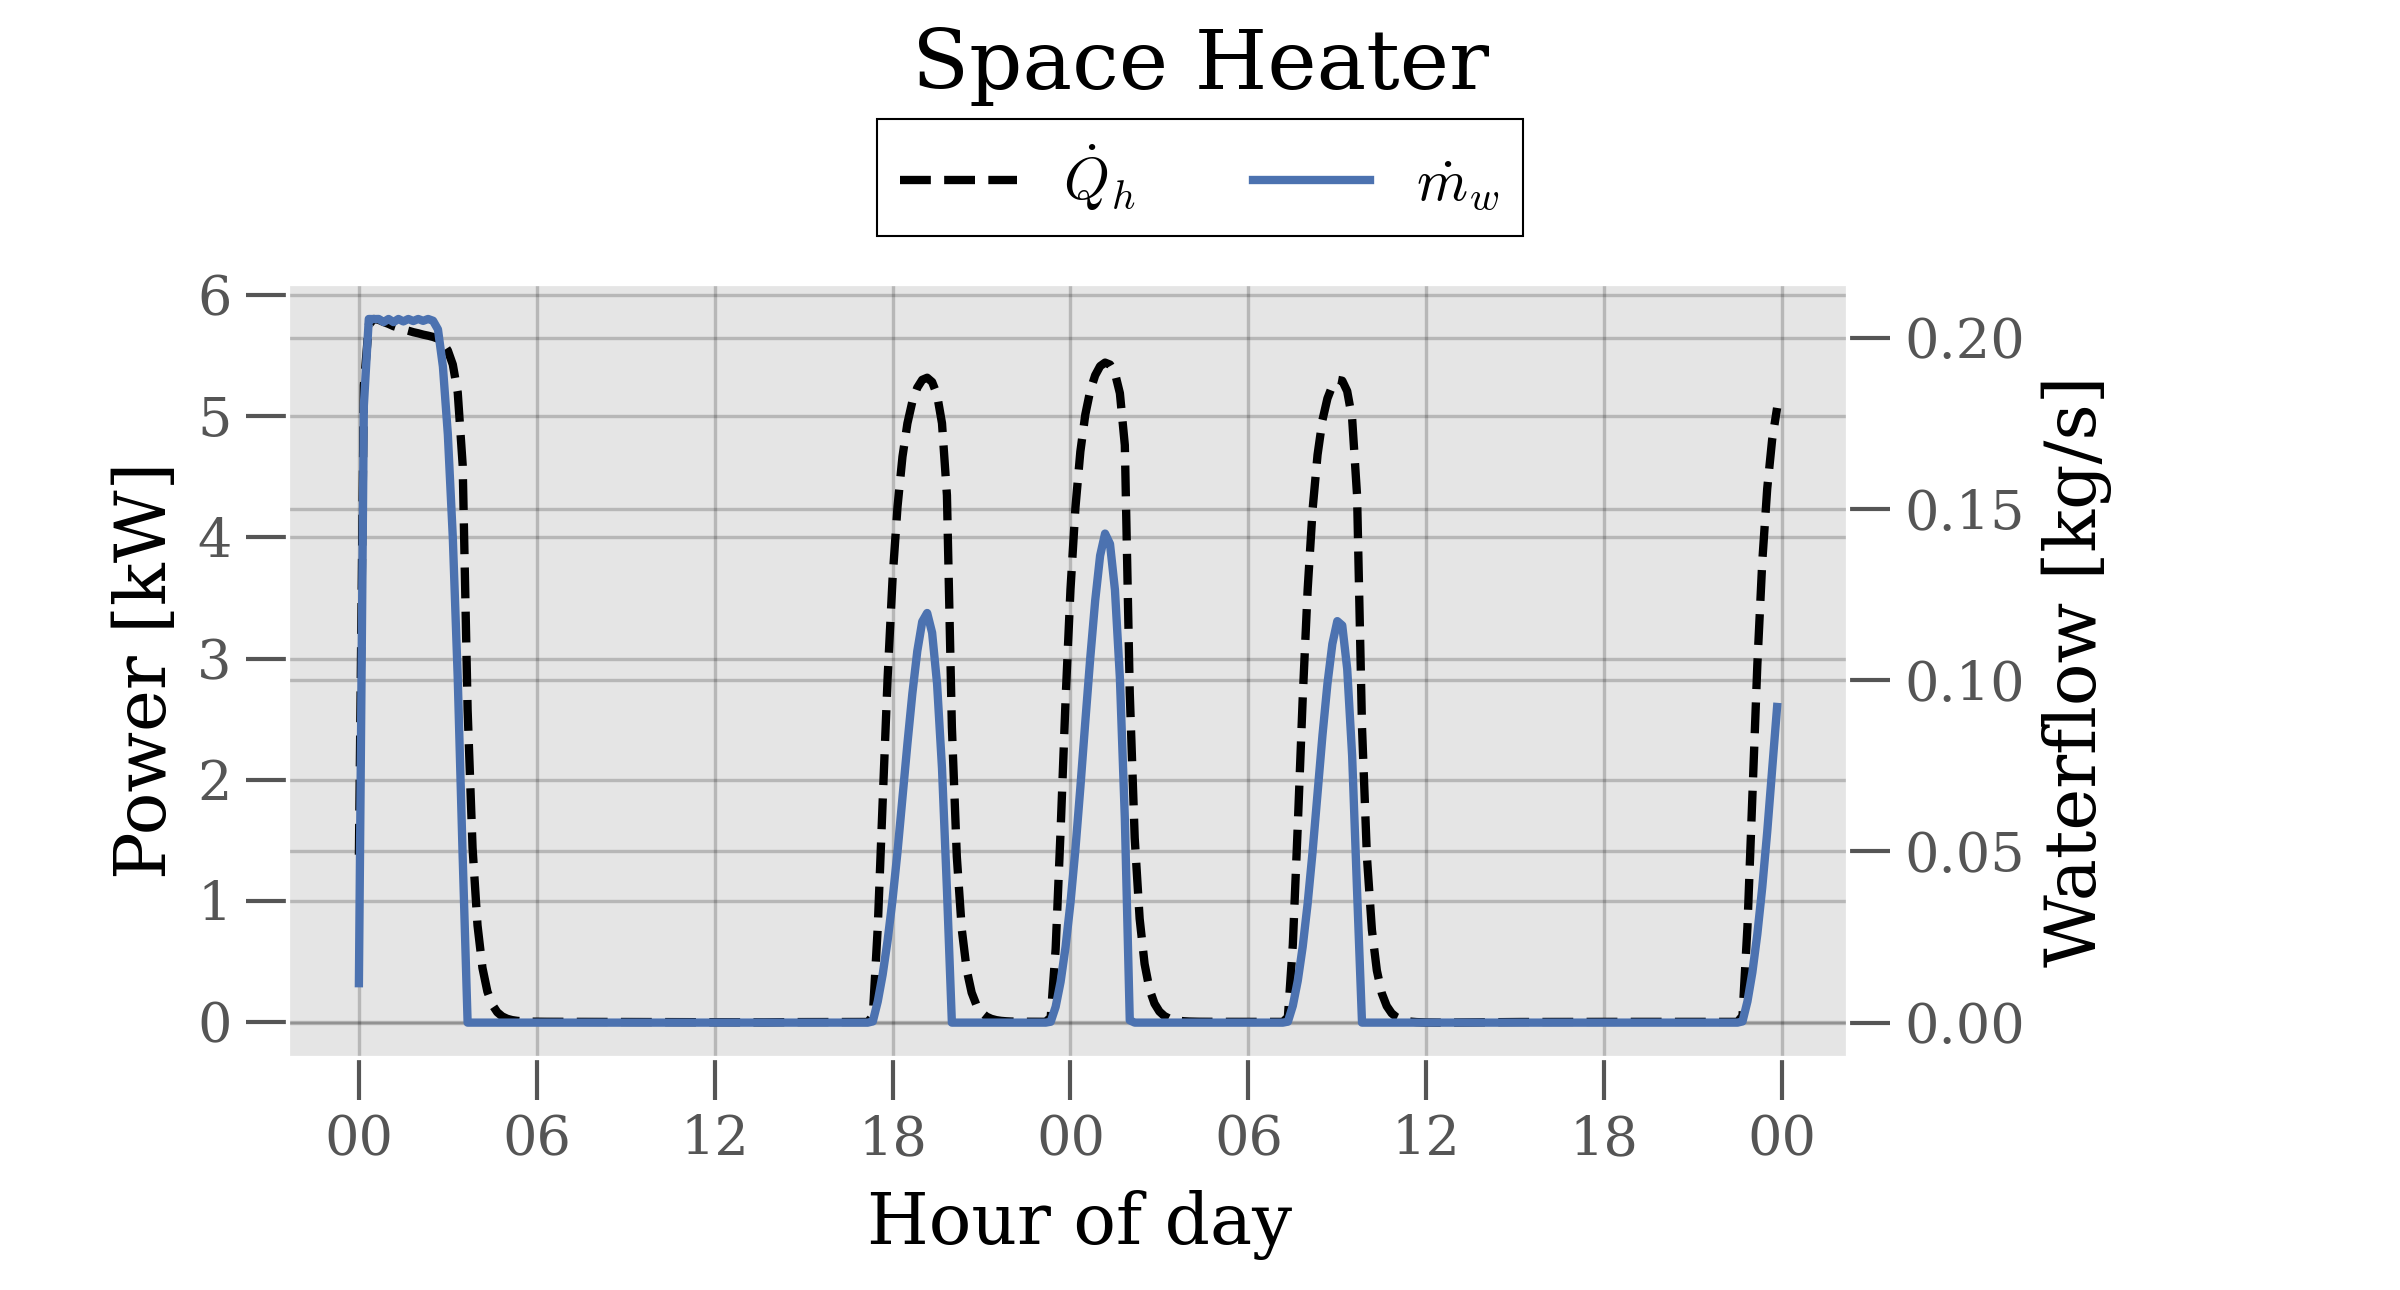 Space Heater
Q̇h ṁw
6
5
4
3
2
1
0
Power [kW]
0.20
0.15
0.10
0.05
0.00
Waterflow [kg/s]
00 06 12 18 00 06 12 18 00
Hour of day